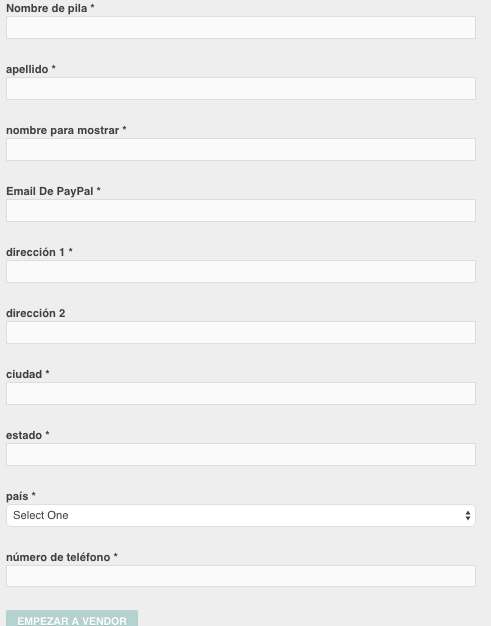 Nombre de pila *
apellido *
nombre para mostrar *
Email De PayPal *
dirección 1 *
dirección 2
ciudad *
estado *
país *
Select One
número de teléfono *
EMPEZAR A VENDOR